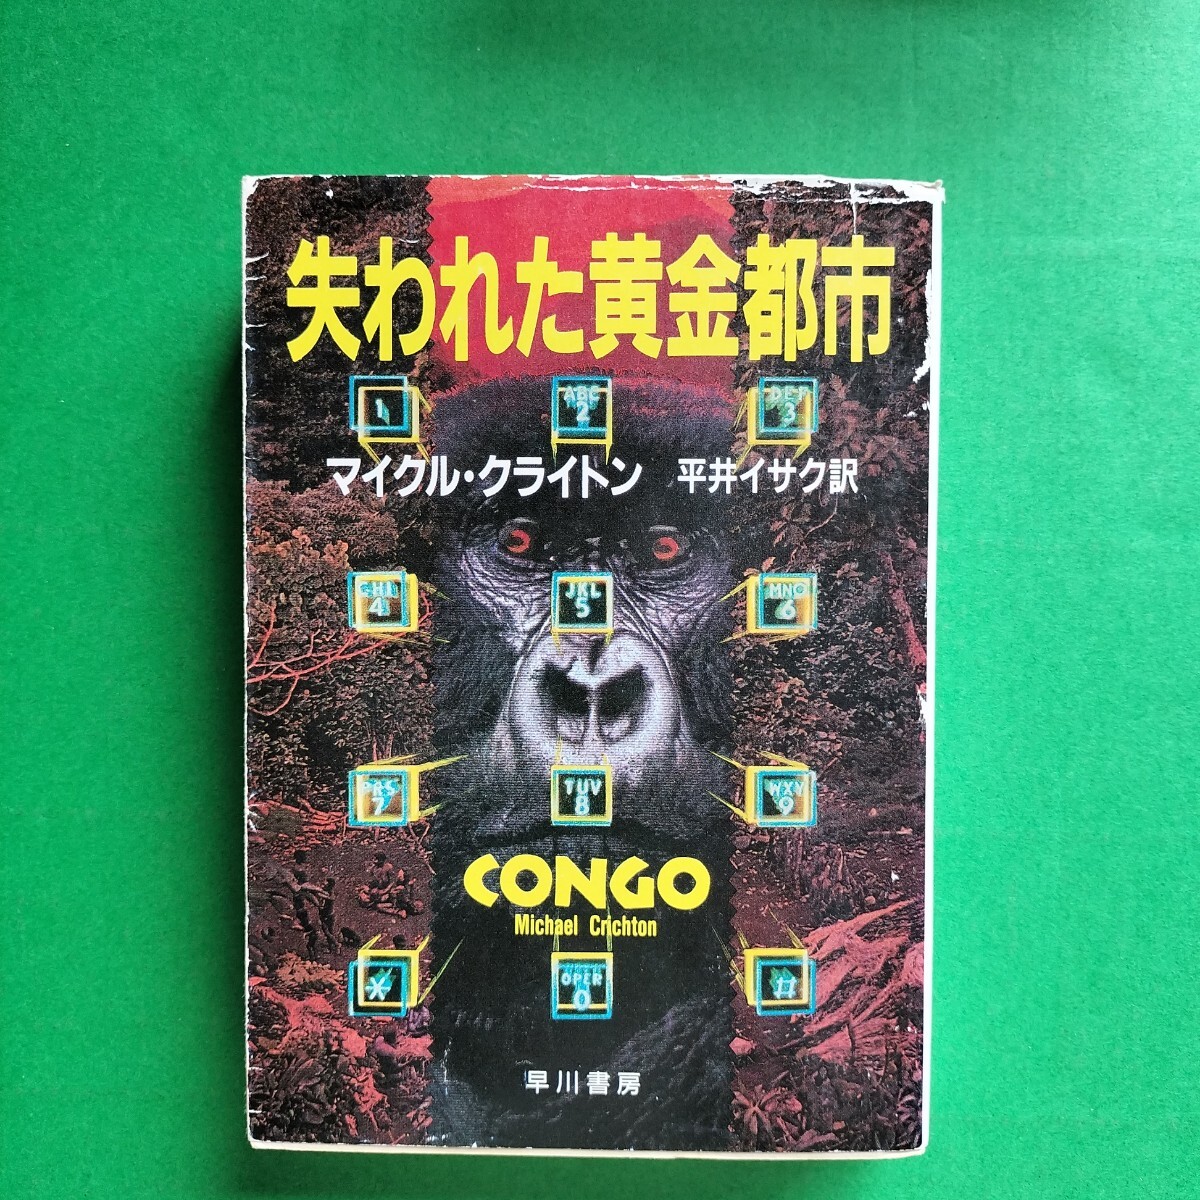 失われた黄金都市
1 ABC 2 DEF 3
マイクル・クライトン 平井イサク訳
GHI 4 JKL 5 MNO 6
PRS 7 TUV 8 WXY 9
CONGO
Michael Crichton
* OPER 0 #
早川書房